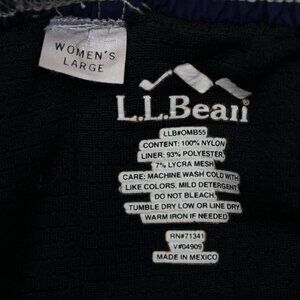 WOMEN'S
LARGE
L.L.Bean
LLB#OMB55
CONTENT: 100% NYLON
LINER: 93% POLYESTER
7% LYCRA MESH
CARE: MACHINE WASH COLD WITH
LIKE COLORS, MILD DETERGENT
DO NOT BLEACH
TUMBLE DRY LOW OR LINE DRY
WARM IRON IF NEEDED
RN#71341
V#04909
MADE IN MEXICO